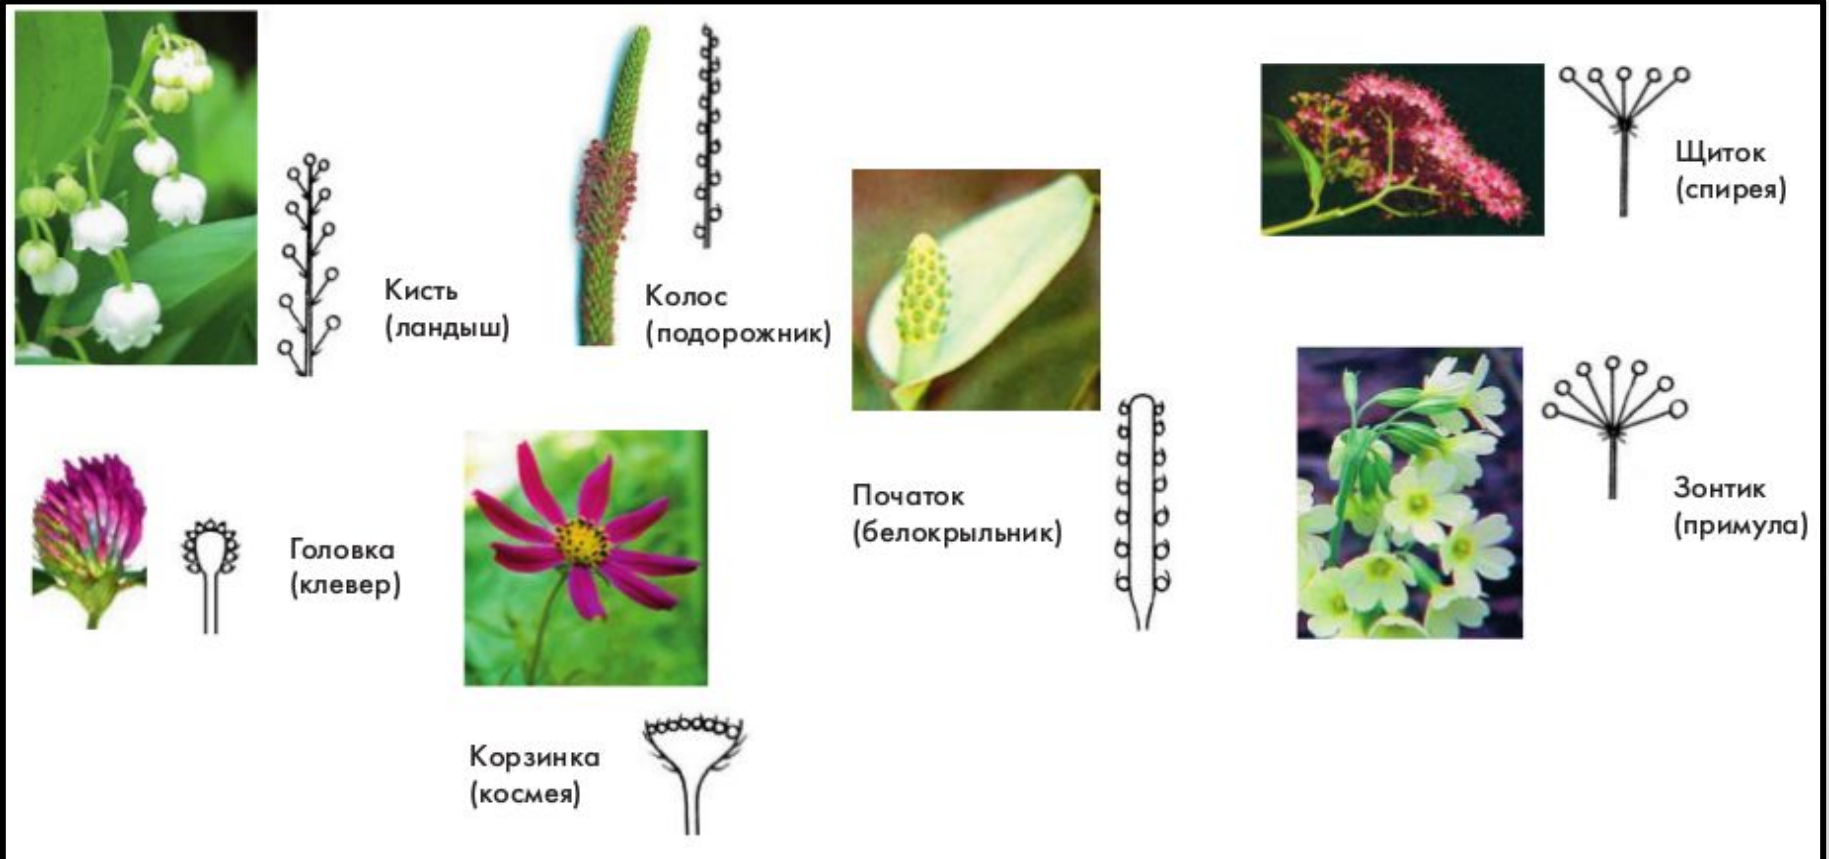 Кисть
(ландыш)
Колос
(подорожник)
Щиток
(спирея)
Головка
(клевер)
Корзинка
(космея)
Початок
(белокрыльник)
Зонтик
(примула)